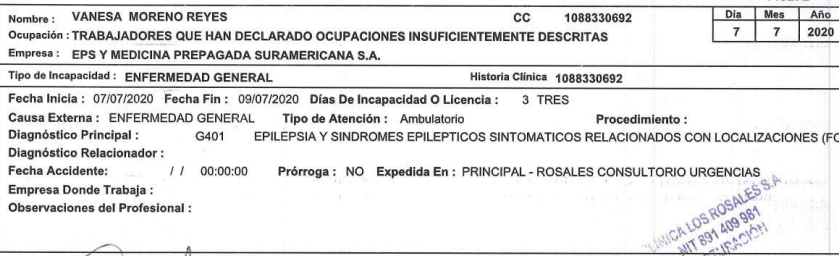 Nombre : VANESA MORENO REYES CC 1088330692 Día Mes Año
Ocupación : TRABAJADORES QUE HAN DECLARADO OCUPACIONES INSUFICIENTEMENTE DESCRITAS 7 7 2020
Empresa : EPS Y MEDICINA PREPAGADA SURAMERICANA S.A.
Tipo de Incapacidad : ENFERMEDAD GENERAL Historia Clínica 1088330692
Fecha Inicia : 07/07/2020 Fecha Fin : 09/07/2020 Días De Incapacidad O Licencia : 3 TRES
Causa Externa : ENFERMEDAD GENERAL Tipo de Atención : Ambulatorio Procedimiento :
Diagnóstico Principal : G401 EPILEPSIA Y SINDROMES EPILEPTICOS SINTOMATICOS RELACIONADOS CON LOCALIZACIONES (FO
Diagnóstico Relacionador :
Fecha Accidente: / / 00:00:00 Prórroga : NO Expedida En : PRINCIPAL - ROSALES CONSULTORIO URGENCIAS
Empresa Donde Trabaja :
Observaciones del Profesional :
CLÍNICA LOS ROSALES S.A
NIT 891 409 981